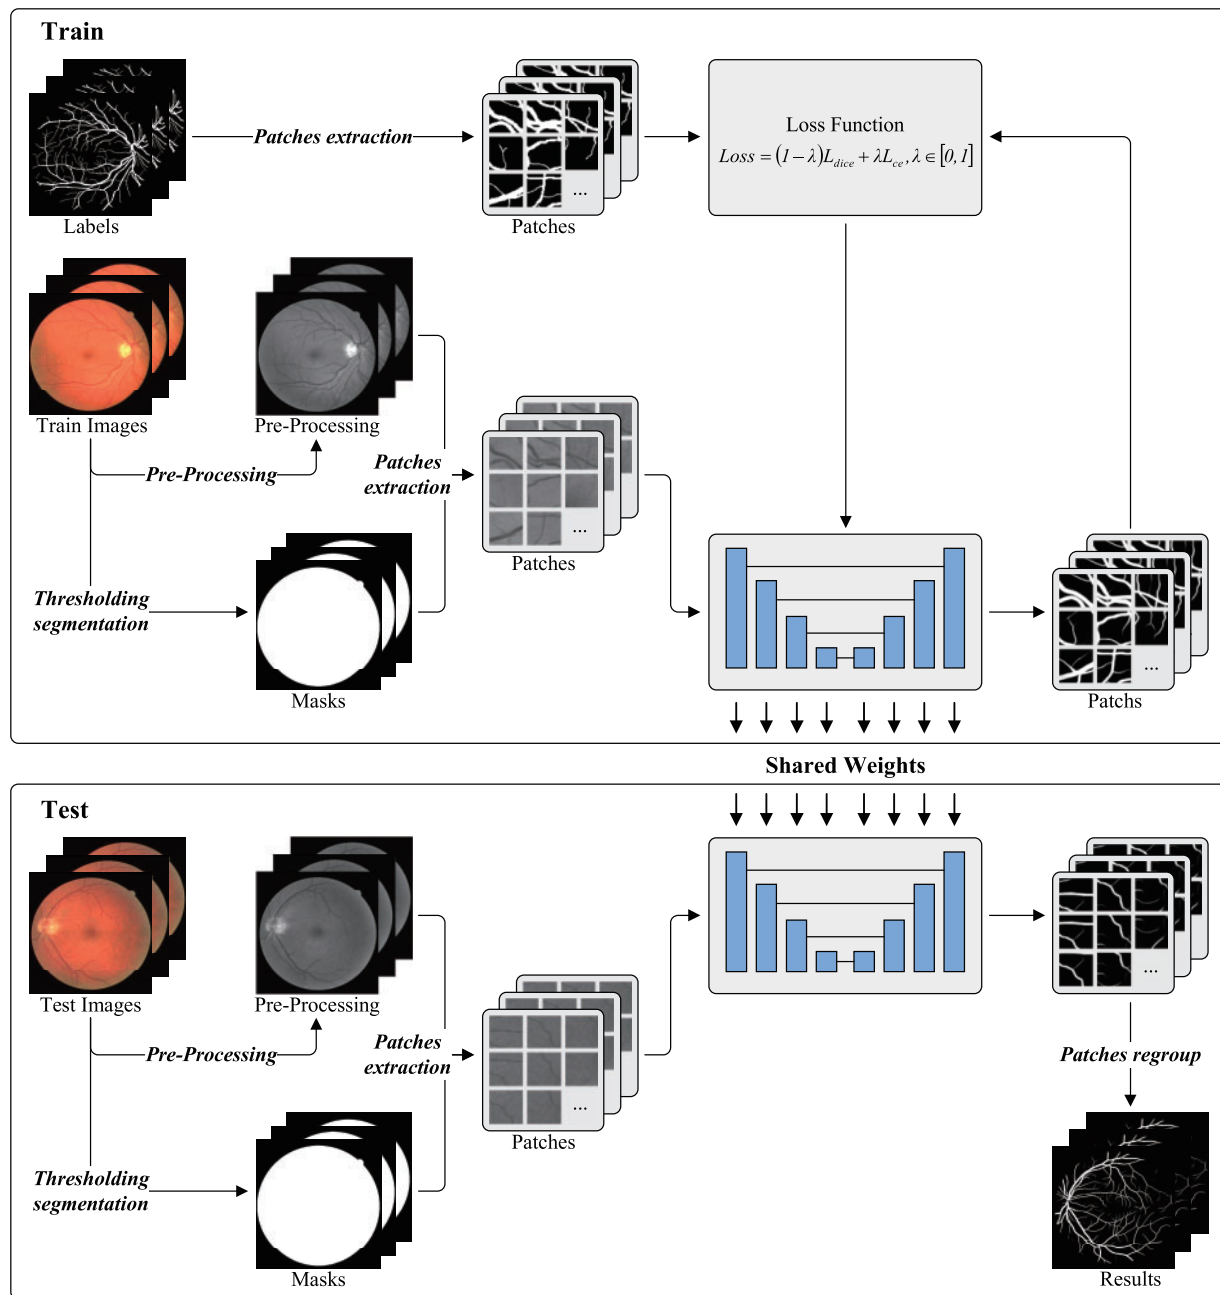 Train
Patches extraction
Labels
Patches
...
Loss Function
Loss = (1 − λ)L_dice + λL_ce, λ ∈ [0, 1]
Train Images
Pre-Processing
Pre-Processing
Patches
extraction
...
Patches
Thresholding
segmentation
Masks
...
Patchs
Shared Weights
Test
Test Images
Pre-Processing
Pre-Processing
Patches
extraction
...
Patches
...
Patches regroup
Thresholding
segmentation
Masks
Results